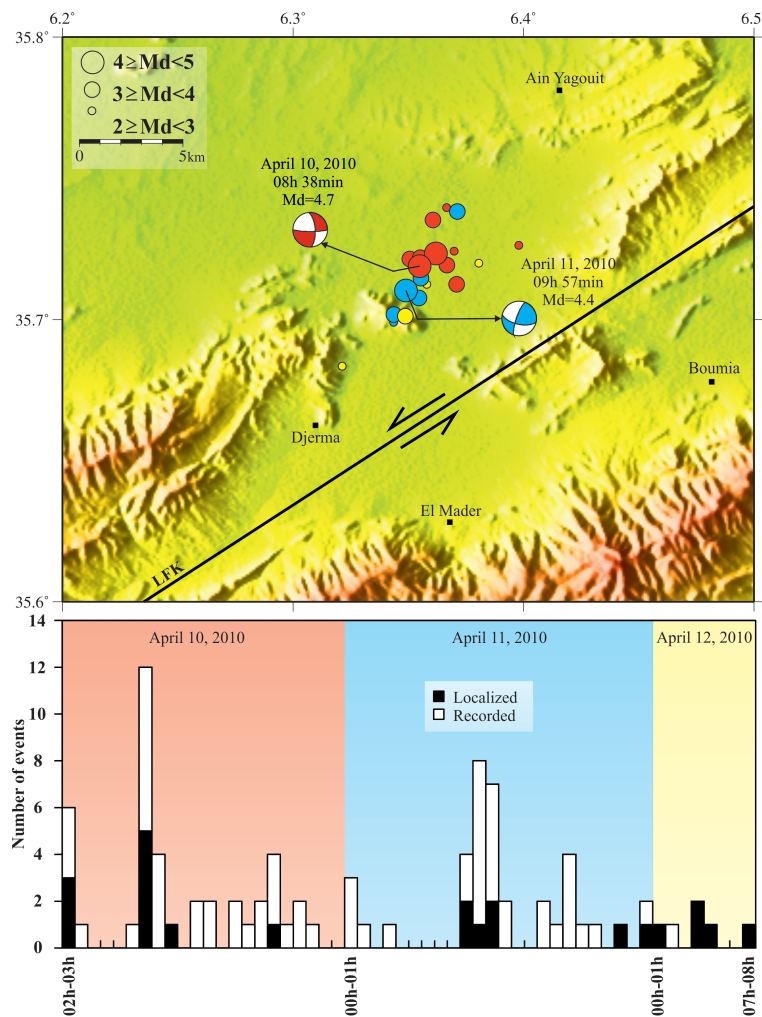 6.2° 6.3° 6.4° 6.5
35.8°
4≥Md<5
3≥Md<4
2≥Md<3
0 5km
Ain Yagouit
April 10, 2010
08h 38min
Md=4.7
April 11, 2010
09h 57min
Md=4.4
35.7°
Boumia
Djerma
El Mader
LFK
35.6°
14
12
10
8
6
4
2
0
Number of events
April 10, 2010 April 11, 2010 April 12, 2010
Localized
Recorded
02h-03h 00h-01h 00h-01h 07h-08h